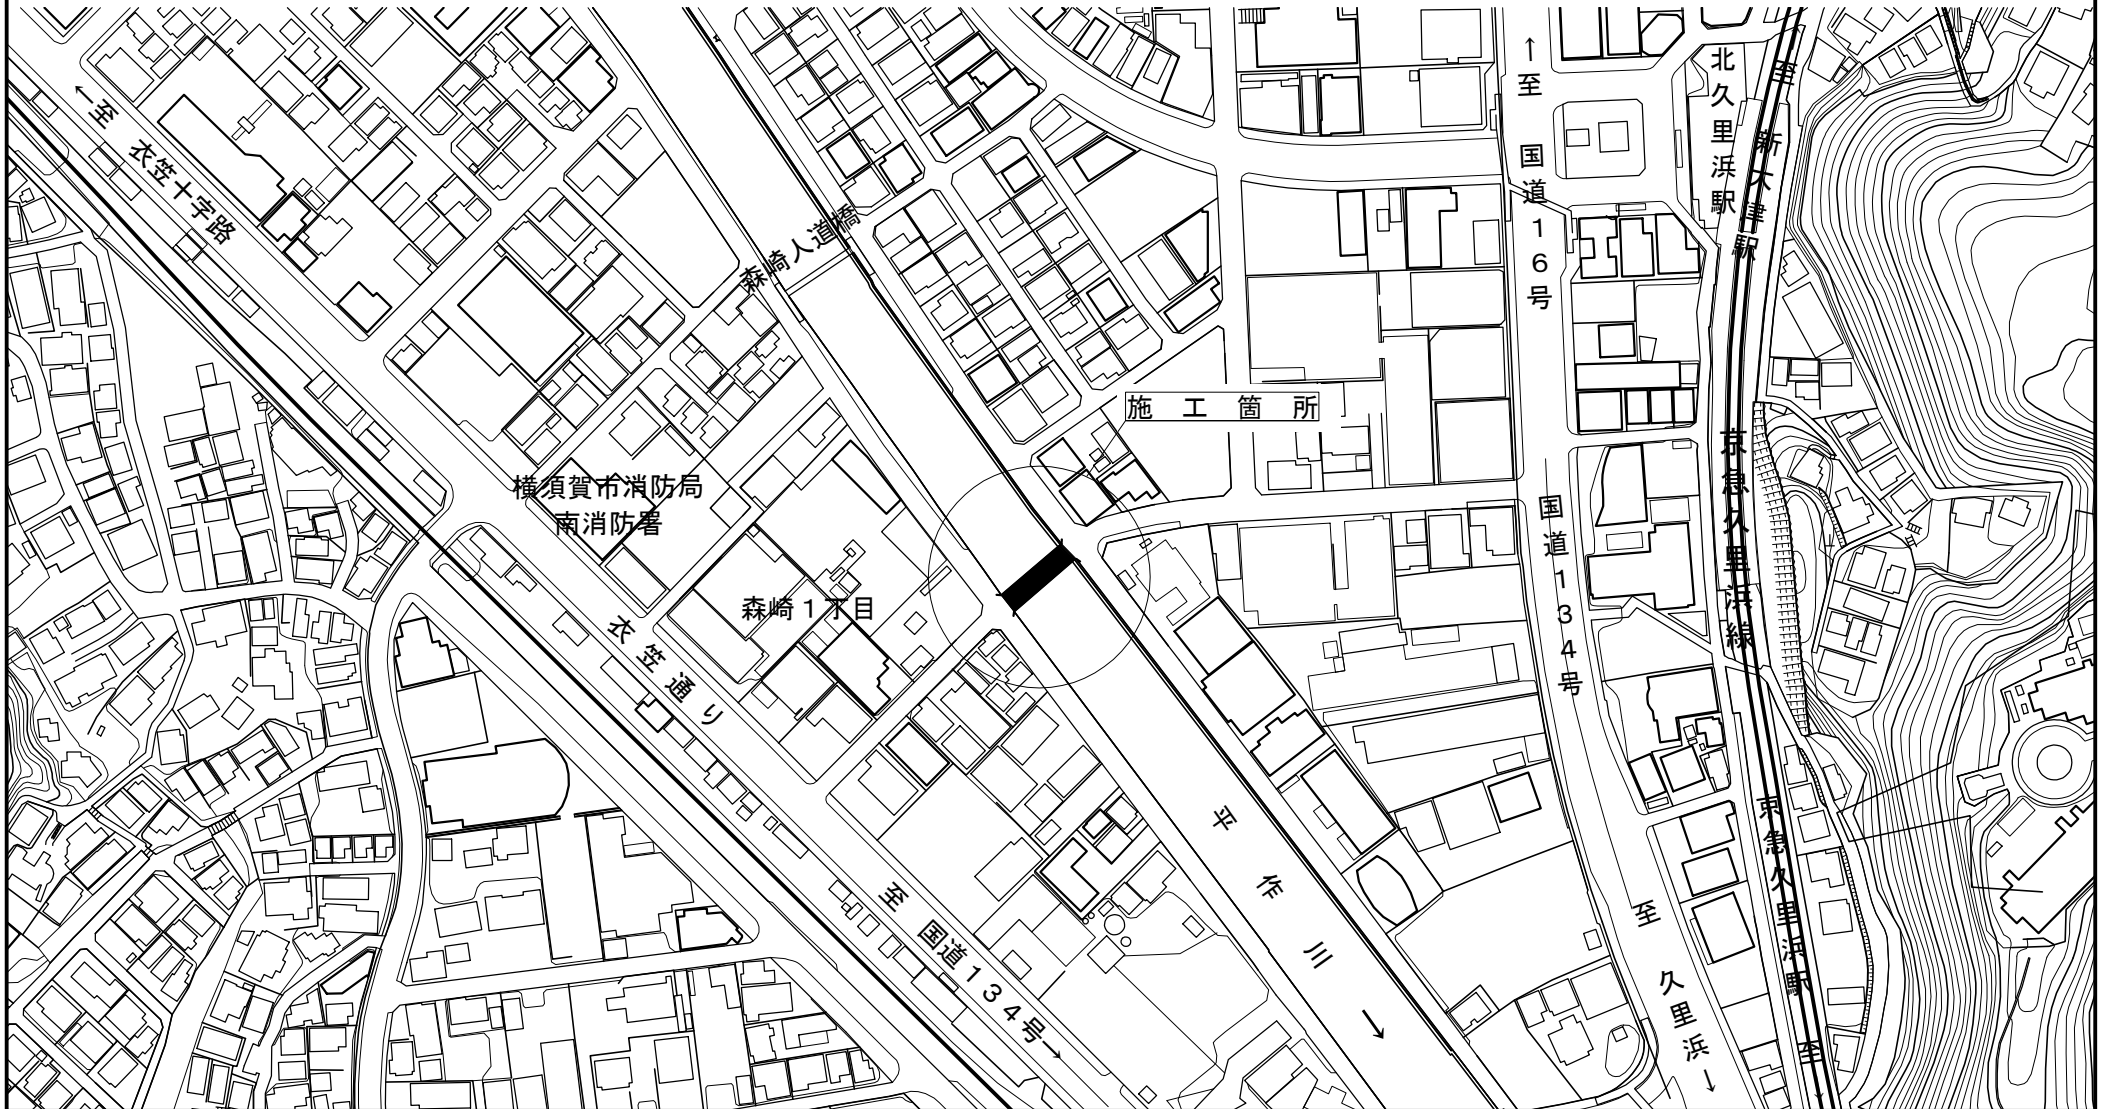 ←至 衣笠十字路
森崎人道橋
←至 国道16号
北久里浜駅
至 新大津駅
施工箇所
横須賀市消防局
南消防署
森崎1丁目
衣笠通り
国道134号
京急久里浜線
平作川→
至 国道134号→
至 久里浜→
京急久里浜駅 至→